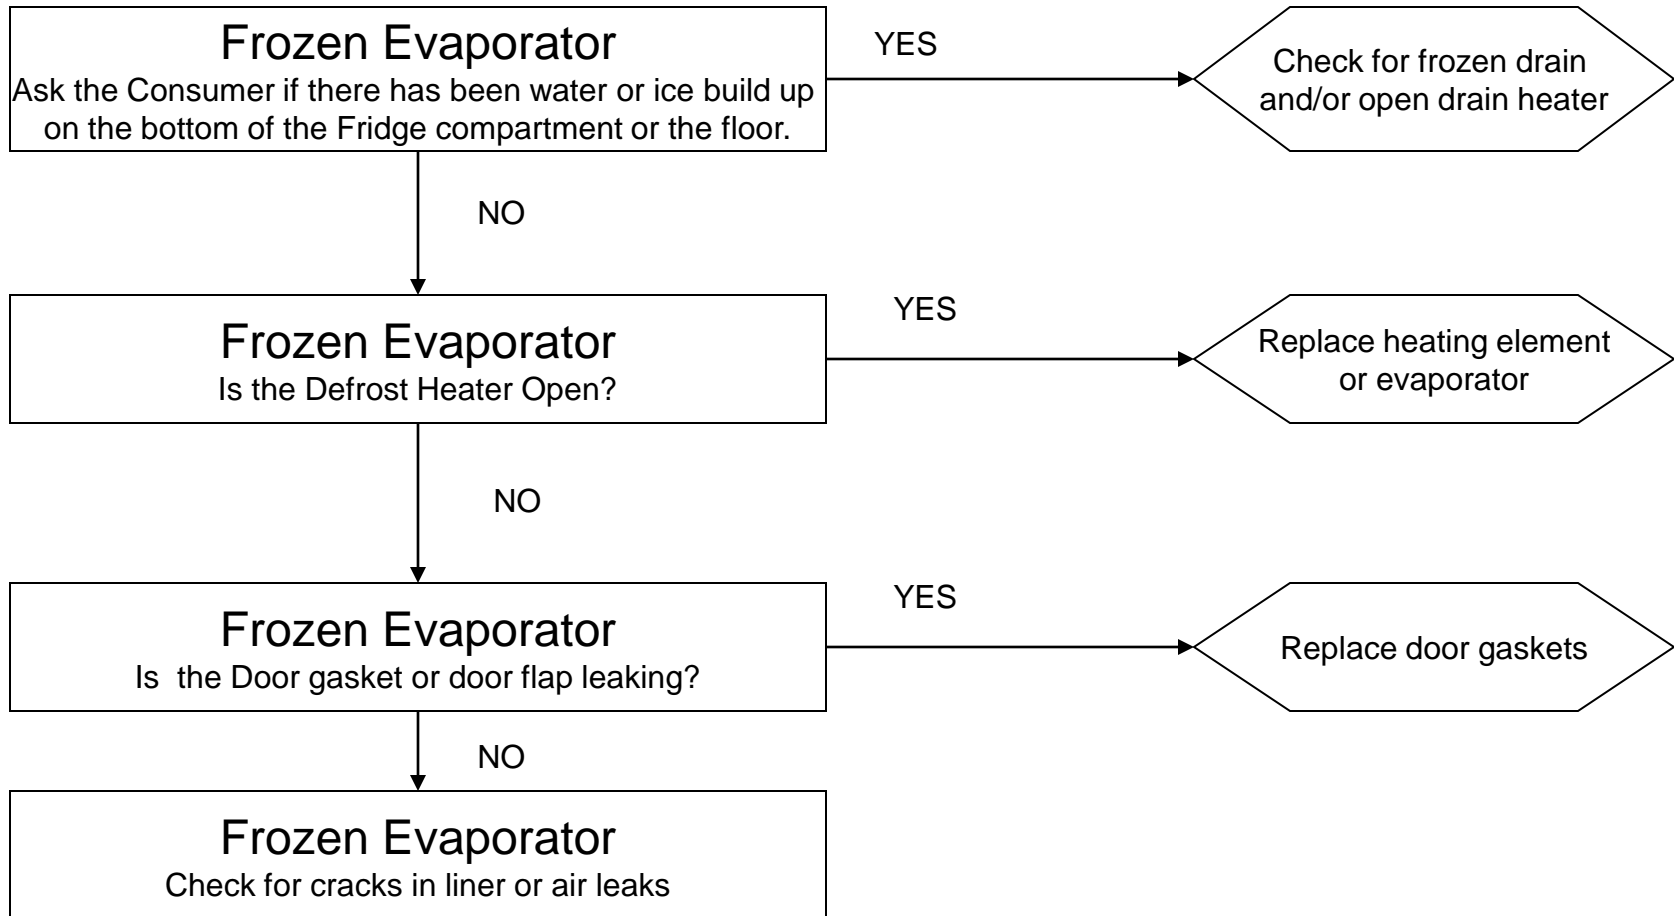 Frozen Evaporator
Ask the Consumer if there has been water or ice build up
on the bottom of the Fridge compartment or the floor.
YES
Check for frozen drain
and/or open drain heater
NO
Frozen Evaporator
Is the Defrost Heater Open?
YES
Replace heating element
or evaporator
NO
Frozen Evaporator
Is the Door gasket or door flap leaking?
YES
Replace door gaskets
NO
Frozen Evaporator
Check for cracks in liner or air leaks